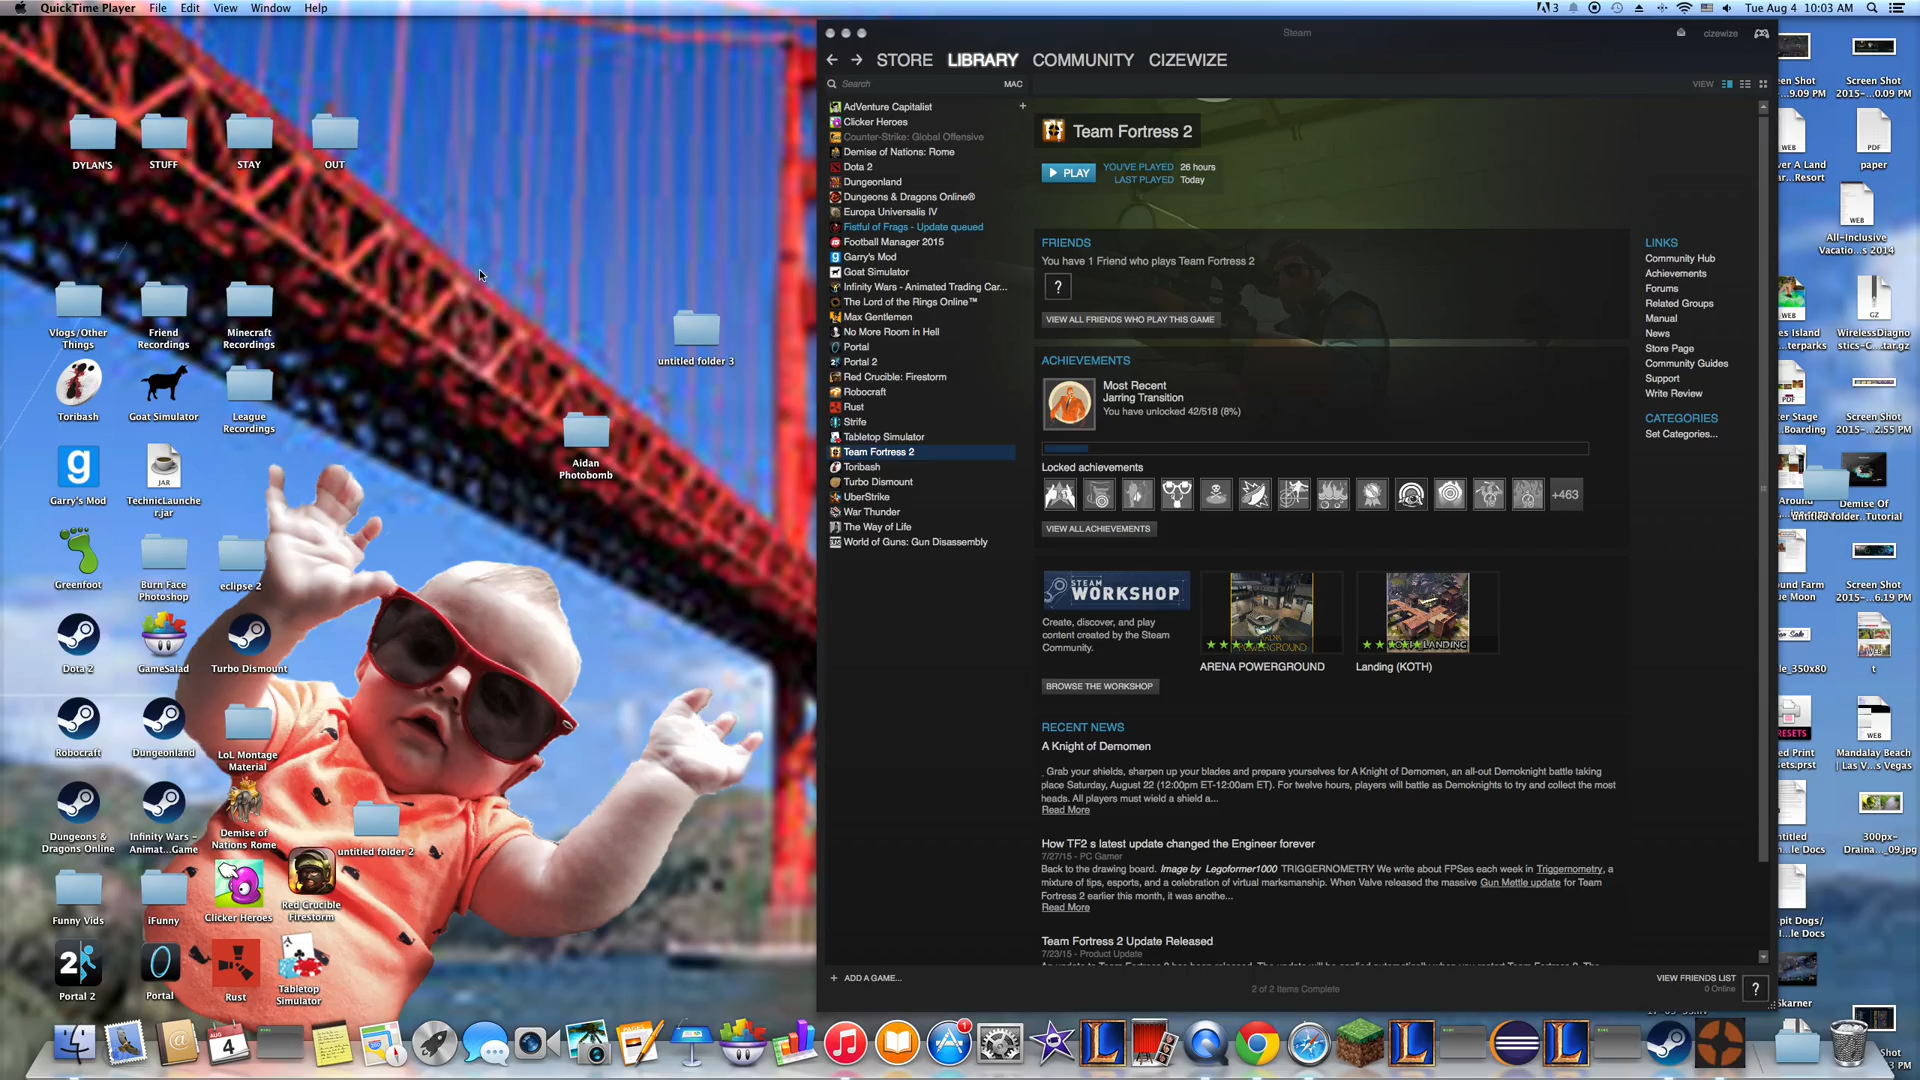 QuickTime Player File Edit View Window Help
3 Tue Aug 4 10:03 AM
Steam
cizewize
STORE LIBRARY COMMUNITY CIZEWIZE
Search MAC
VIEW
AdVenture Capitalist +
Clicker Heroes
Counter-Strike: Global Offensive
Demise of Nations: Rome
Dota 2
Dungeonland
Dungeons & Dragons Online®
Europa Universalis IV
Fistful of Frags - Update queued
Football Manager 2015
Garry's Mod
Goat Simulator
Infinity Wars - Animated Trading Car...
The Lord of the Rings Online™
Max Gentlemen
No More Room in Hell
Portal
Portal 2
Red Crucible: Firestorm
Robocraft
Rust
Strife
Tabletop Simulator
Team Fortress 2
Toribash
Turbo Dismount
UberStrike
War Thunder
The Way of Life
World of Guns: Gun Disassembly
+ ADD A GAME...
Team Fortress 2
PLAY
YOU'VE PLAYED 26 hours
LAST PLAYED Today
FRIENDS
You have 1 Friend who plays Team Fortress 2
?
VIEW ALL FRIENDS WHO PLAY THIS GAME
ACHIEVEMENTS
Most Recent
Jarring Transition
You have unlocked 42/518 (8%)
Locked achievements
+463
VIEW ALL ACHIEVEMENTS
STEAM
WORKSHOP
Create, discover, and play
content created by the Steam
Community.
BROWSE THE WORKSHOP
ARENA POWERGROUND
Landing (KOTH)
RECENT NEWS
A Knight of Demomen
Grab your shields, sharpen up your blades and prepare yourselves for A Knight of Demomen, an all-out Demoknight battle taking
place Saturday, August 22 (12:00pm ET-12:00am ET). For twelve hours, players will battle as Demoknights to try and collect the most
heads. All players must wield a shield a...
Read More
How TF2 s latest update changed the Engineer forever
7/27/15 - PC Gamer
Back to the drawing board. Image by Legoformer1000 TRIGGERNOMETRY We write about FPSes each week in Triggernometry, a
mixture of tips, esports, and a celebration of virtual marksmanship. When Valve released the massive Gun Mettle update for Team
Fortress 2 earlier this month, it was anothe...
Read More
Team Fortress 2 Update Released
7/23/15 - Product Update
2 of 2 Items Complete
VIEW FRIENDS LIST
0 Online
?
LINKS
Community Hub
Achievements
Forums
Related Groups
Manual
News
Store Page
Community Guides
Support
Write Review
CATEGORIES
Set Categories...
DYLAN'S
STUFF
STAY
OUT
Vlogs/Other
Things
Friend
Recordings
Minecraft
Recordings
untitled folder 3
Toribash
Goat Simulator
League
Recordings
Aidan
Photobomb
g
Garry's Mod
JAR
TechnicLaunche
r.jar
Greenfoot
Burn Face
Photoshop
eclipse 2
Dota 2
GameSalad
Turbo Dismount
Robocraft
Dungeonland
LoL Montage
Material
Dungeons &
Dragons Online
Infinity Wars -
Animat...Game
Demise of
Nations Rome
untitled folder 2
Funny Vids
iFunny
Clicker Heroes
Red Crucible
Firestorm
2
Portal 2
Portal
Rust
Tabletop
Simulator
Screen Shot
2015-...0.09 PM
PDF
paper
WEB
All-Inclusive
Vacatio...s 2014
GZ
WirelessDiagno
stics-C...tar.gz
Screen Shot
2015-...2.55 PM
Demise Of
...Tutorial
Screen Shot
2015-...6.19 PM
WEB
t
WEB
Mandalay Beach
| Las V...s Vegas
300px-
Draina..._09.jpg
Skarner
AUG
4
PAGES
1